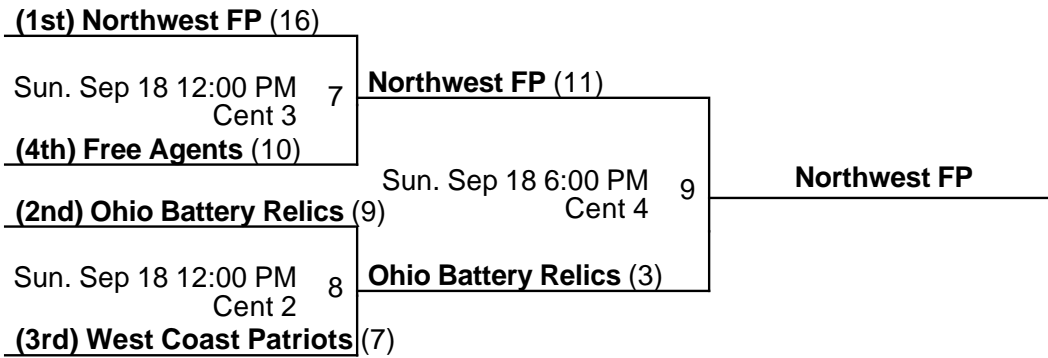 (1st) Northwest FP (16)
Sun. Sep 18 12:00 PM
Cent 3
7
(4th) Free Agents (10)
Northwest FP (11)
(2nd) Ohio Battery Relics (9)
Sun. Sep 18 12:00 PM
Cent 2
8
(3rd) West Coast Patriots (7)
Ohio Battery Relics (3)
Sun. Sep 18 6:00 PM
Cent 4
9
Northwest FP